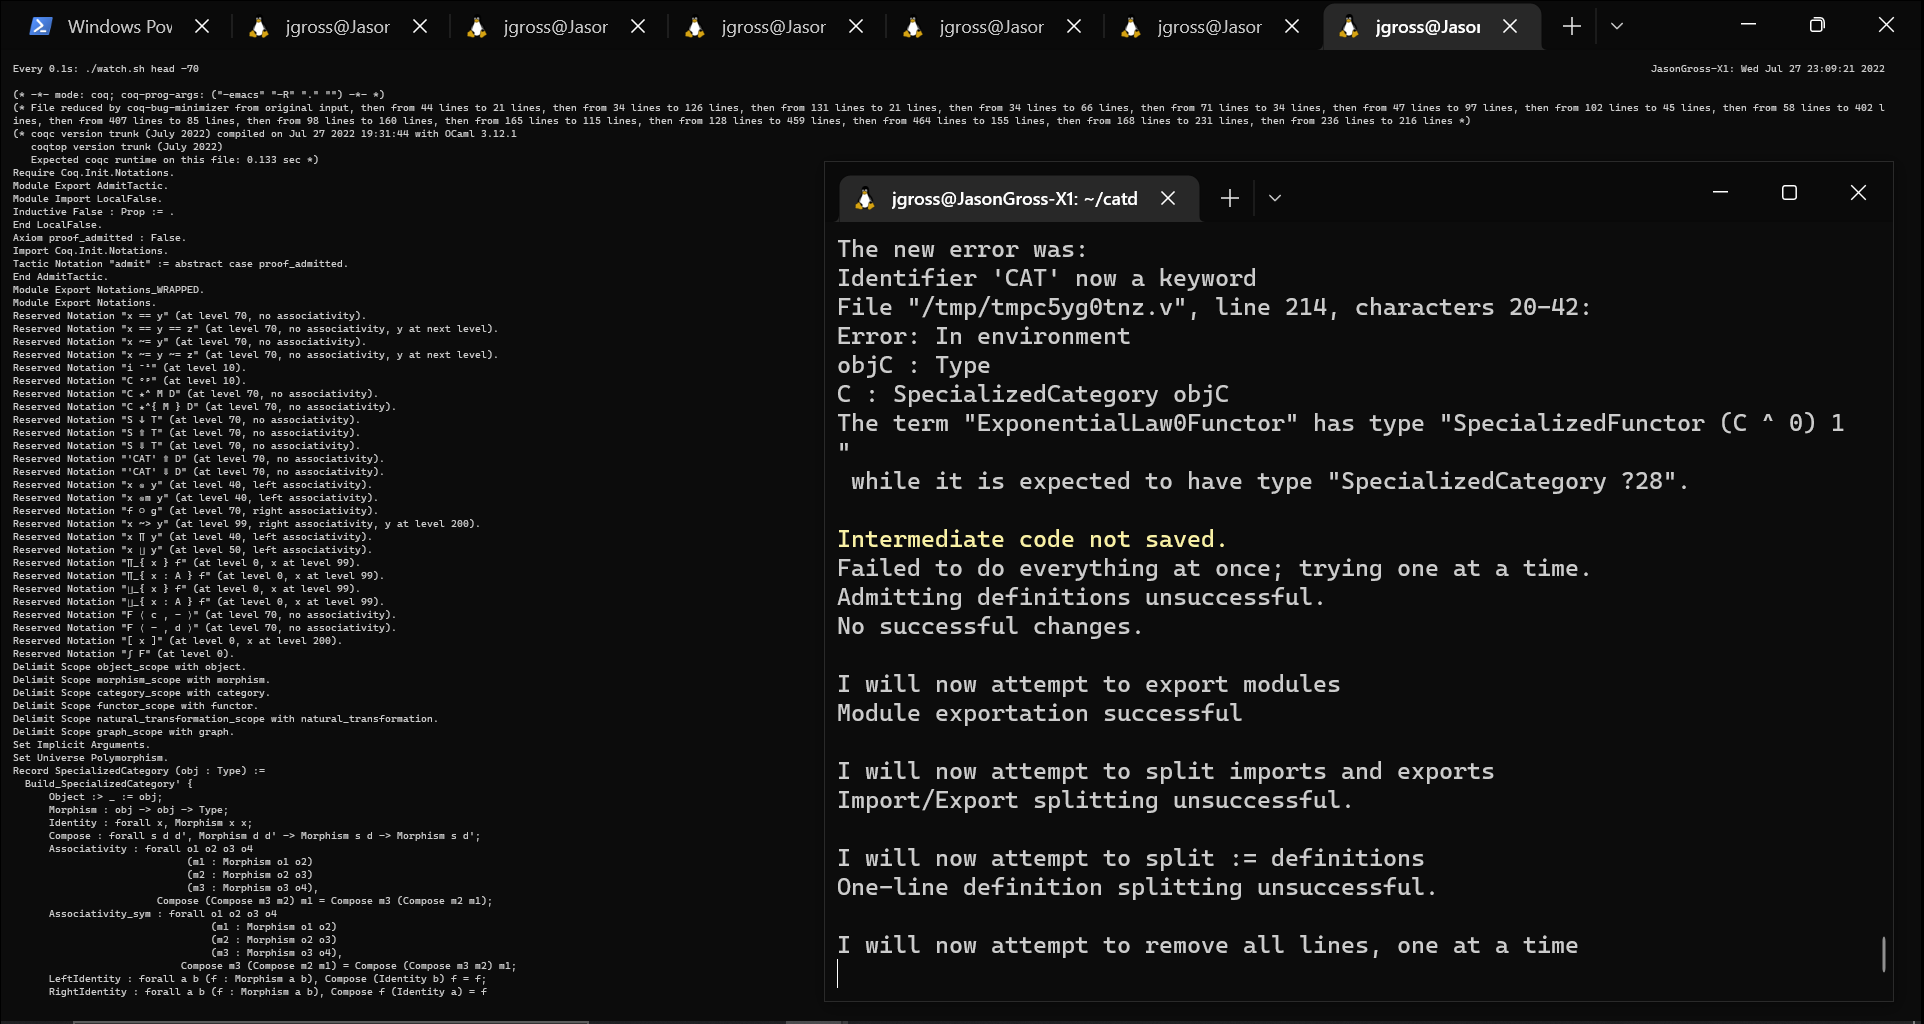 Windows Pow
jgross@Jason
jgross@Jason
jgross@Jason
jgross@Jason
jgross@Jason
jgross@Jason
Every 0.1s: ./watch.sh head -70
JasonGross-X1: Wed Jul 27 23:09:21 2022
(* -*- mode: coq; coq-prog-args: ("-emacs" "-R" "." "") -*- *)
(* File reduced by coq-bug-minimizer from original input, then from 44 lines to 21 lines, then from 34 lines to 126 lines, then from 131 lines to 21 lines, then from 34 lines to 66 lines, then from 71 lines to 34 lines, then from 47 lines to 97 lines, then from 102 lines to 45 lines, then from 58 lines to 402 l
ines, then from 407 lines to 85 lines, then from 98 lines to 160 lines, then from 165 lines to 115 lines, then from 128 lines to 459 lines, then from 464 lines to 155 lines, then from 168 lines to 231 lines, then from 236 lines to 216 lines *)
(* coqc version trunk (July 2022) compiled on Jul 27 2022 19:31:44 with OCaml 3.12.1
   coqtop version trunk (July 2022)
   Expected coqc runtime on this file: 0.133 sec *)
Require Coq.Init.Notations.
Module Export AdmitTactic.
Module Import LocalFalse.
Inductive False : Prop := .
End LocalFalse.
Axiom proof_admitted : False.
Import Coq.Init.Notations.
Tactic Notation "admit" := abstract case proof_admitted.
End AdmitTactic.
Module Export Notations_WRAPPED.
Module Export Notations.
Reserved Notation "x == y" (at level 70, no associativity).
Reserved Notation "x == y == z" (at level 70, no associativity, y at next level).
Reserved Notation "x ~= y" (at level 70, no associativity).
Reserved Notation "x ~= y ~= z" (at level 70, no associativity, y at next level).
Reserved Notation "i ⁻¹" (at level 10).
Reserved Notation "C ᵒᵖ" (at level 10).
Reserved Notation "C ★^ M D" (at level 70, no associativity).
Reserved Notation "C ★^{ M } D" (at level 70, no associativity).
Reserved Notation "S ↓ T" (at level 70, no associativity).
Reserved Notation "S ⇑ T" (at level 70, no associativity).
Reserved Notation "S ⇓ T" (at level 70, no associativity).
Reserved Notation "'CAT' ⇑ D" (at level 70, no associativity).
Reserved Notation "'CAT' ⇓ D" (at level 70, no associativity).
Reserved Notation "x ⊗ y" (at level 40, left associativity).
Reserved Notation "x ⊗m y" (at level 40, left associativity).
Reserved Notation "f ○ g" (at level 70, right associativity).
Reserved Notation "x ~> y" (at level 99, right associativity, y at level 200).
Reserved Notation "x ∏ y" (at level 40, left associativity).
Reserved Notation "x ∐ y" (at level 50, left associativity).
Reserved Notation "∏_{ x } f" (at level 0, x at level 99).
Reserved Notation "∏_{ x : A } f" (at level 0, x at level 99).
Reserved Notation "∐_{ x } f" (at level 0, x at level 99).
Reserved Notation "∐_{ x : A } f" (at level 0, x at level 99).
Reserved Notation "F ⟨ c , - ⟩" (at level 70, no associativity).
Reserved Notation "F ⟨ - , d ⟩" (at level 70, no associativity).
Reserved Notation "[ x ]" (at level 0, x at level 200).
Reserved Notation "∫ F" (at level 0).
Delimit Scope object_scope with object.
Delimit Scope morphism_scope with morphism.
Delimit Scope category_scope with category.
Delimit Scope functor_scope with functor.
Delimit Scope natural_transformation_scope with natural_transformation.
Delimit Scope graph_scope with graph.
Set Implicit Arguments.
Set Universe Polymorphism.
Record SpecializedCategory (obj : Type) :=
  Build_SpecializedCategory' {
      Object :> _ := obj;
      Morphism : obj -> obj -> Type;
      Identity : forall x, Morphism x x;
      Compose : forall s d d', Morphism d d' -> Morphism s d -> Morphism s d';
      Associativity : forall o1 o2 o3 o4
                             (m1 : Morphism o1 o2)
                             (m2 : Morphism o2 o3)
                             (m3 : Morphism o3 o4),
                        Compose (Compose m3 m2) m1 = Compose m3 (Compose m2 m1);
      Associativity_sym : forall o1 o2 o3 o4
                                 (m1 : Morphism o1 o2)
                                 (m2 : Morphism o2 o3)
                                 (m3 : Morphism o3 o4),
                            Compose m3 (Compose m2 m1) = Compose (Compose m3 m2) m1;
      LeftIdentity : forall a b (f : Morphism a b), Compose (Identity b) f = f;
      RightIdentity : forall a b (f : Morphism a b), Compose f (Identity a) = f
jgross@JasonGross-X1: ~/catd
The new error was:
Identifier 'CAT' now a keyword
File "/tmp/tmpc5yg0tnz.v", line 214, characters 20-42:
Error: In environment
objC : Type
C : SpecializedCategory objC
The term "ExponentialLaw0Functor" has type "SpecializedFunctor (C ^ 0) 1
"
 while it is expected to have type "SpecializedCategory ?28".
Intermediate code not saved.
Failed to do everything at once; trying one at a time.
Admitting definitions unsuccessful.
No successful changes.
I will now attempt to export modules
Module exportation successful
I will now attempt to split imports and exports
Import/Export splitting unsuccessful.
I will now attempt to split := definitions
One-line definition splitting unsuccessful.
I will now attempt to remove all lines, one at a time